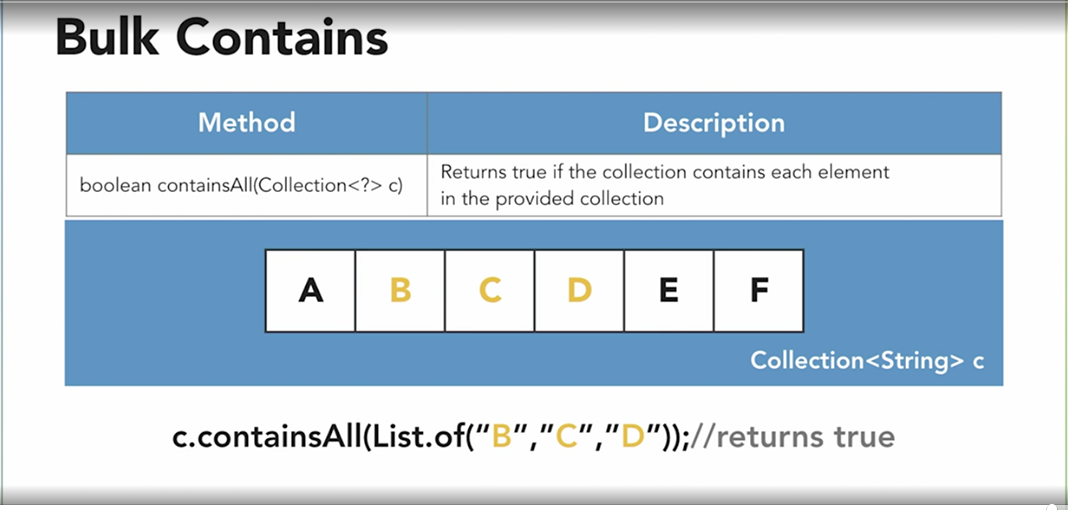 Bulk Contains
Method
Description
boolean containsAll(Collection<?> c)
Returns true if the collection contains each element
in the provided collection
A B C D E F
Collection<String> c
c.containsAll(List.of(“B”,”C”,”D”));//returns true